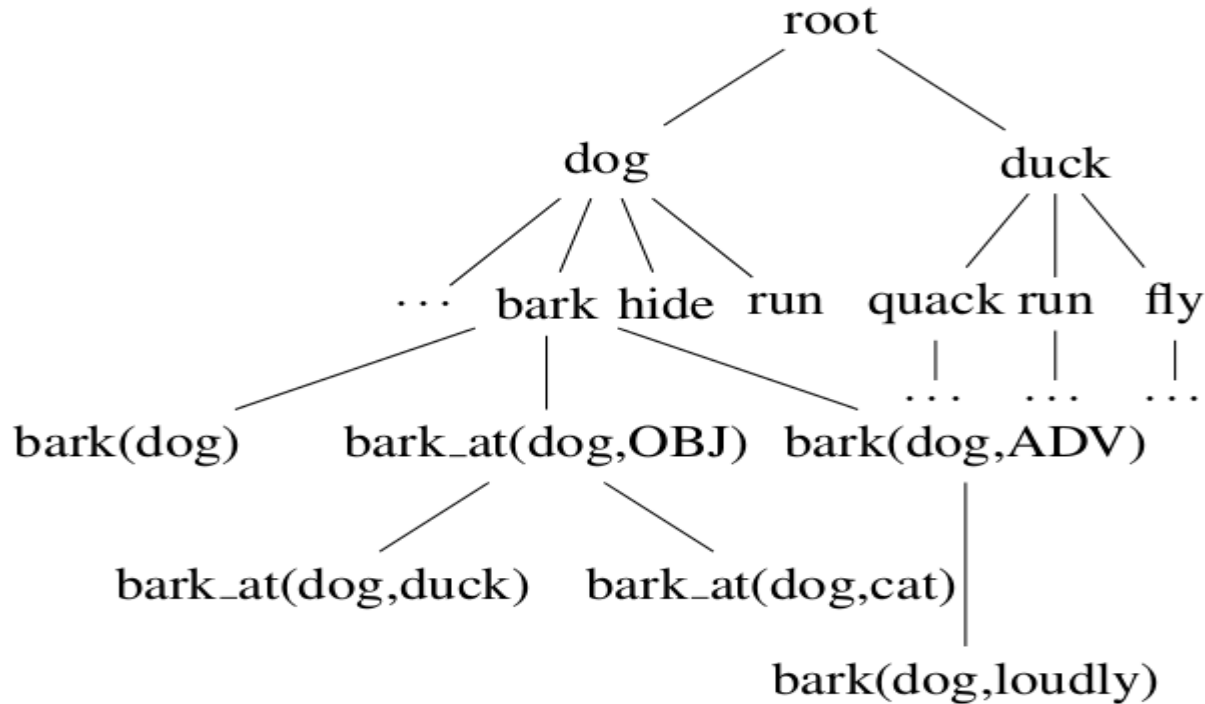 root
dog duck
... bark hide run quack run fly
... ... ...
bark(dog) bark_at(dog,OBJ) bark(dog,ADV)
bark_at(dog,duck) bark_at(dog,cat)
bark(dog,loudly)